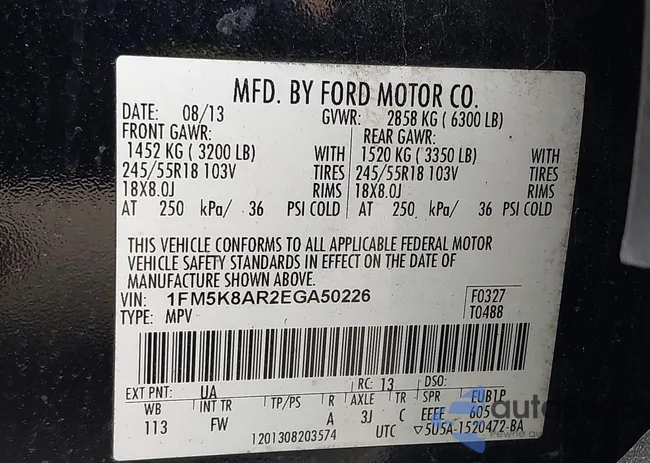 MFD. BY FORD MOTOR CO.
DATE: 08/13 GVWR: 2858 KG ( 6300 LB)
FRONT GAWR: REAR GAWR:
1452 KG ( 3200 LB) WITH 1520 KG ( 3350 LB) WITH
245/55R18 103V TIRES 245/55R18 103V TIRES
18X8.0J RIMS 18X8.0J RIMS
AT 250 kPa/ 36 PSI COLD AT 250 kPa/ 36 PSI COLD
THIS VEHICLE CONFORMS TO ALL APPLICABLE FEDERAL MOTOR
VEHICLE SAFETY STANDARDS IN EFFECT ON THE DATE OF
MANUFACTURE SHOWN ABOVE.
VIN: 1FM5K8AR2EGA50226 F0327
TYPE: MPV T0488
EXT PNT: UA RC: 13 DSO:
WB INT TR TP/PS R AXLE TR SPR EUB1P
113 FW A 3J C EEEE 605
1201308203574 UTC ▽5U5A-1520472-BA